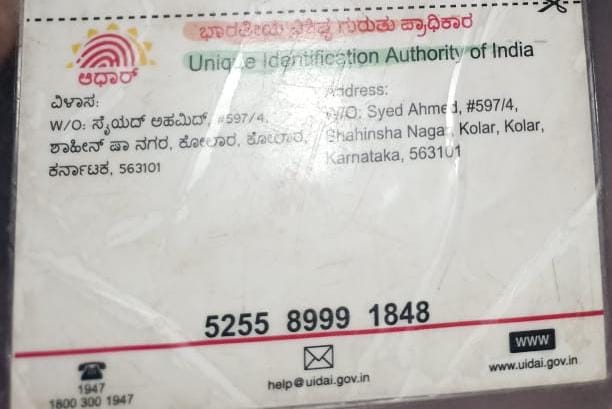 ಭಾರತೀಯ ವಿಶಿಷ್ಟ ಗುರುತು ಪ್ರಾಧಿಕಾರ
Unique Identification Authority of India
ಆಧಾರ್
ವಿಳಾಸ:
W/O: ಸೈಯದ್ ಅಹಮದ್, #597/4,
ಶಾಹೀನ್ ಷಾ ನಗರ, ಕೋಲಾರ, ಕೋಲಾರ,
ಕರ್ನಾಟಕ, 563101
Address:
W/O: Syed Ahmed, #597/4,
Shahinsha Nagar, Kolar, Kolar,
Karnataka, 563101
5255 8999 1848
1947
1800 300 1947
help@uidai.gov.in
WWW
www.uidai.gov.in